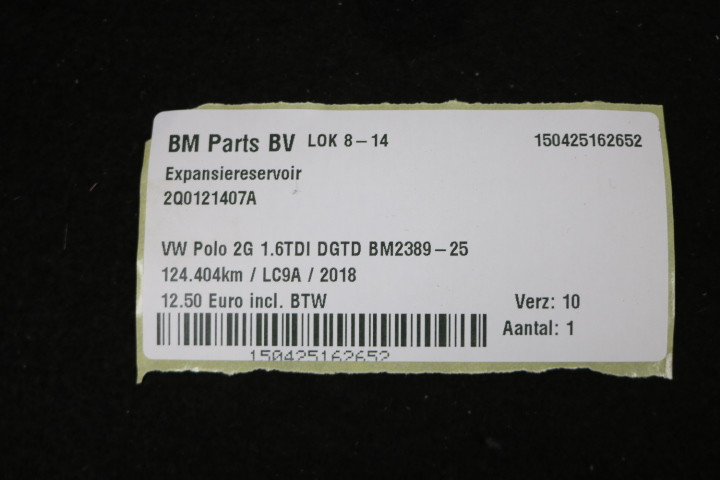 BM Parts BV LOK 8-14 150425162652
Expansiereservoir
2Q0121407A
VW Polo 2G 1.6TDI DGTD BM2389-25
124.404km / LC9A / 2018
12.50 Euro incl. BTW Verz: 10
Aantal: 1
150425162652